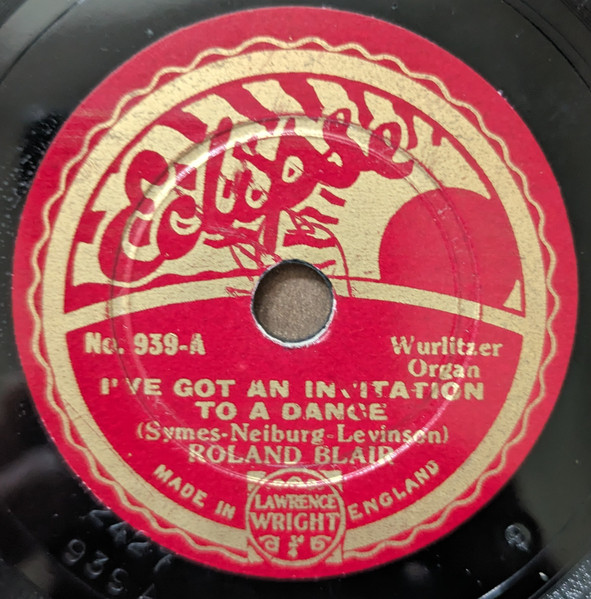 Eclipse
No. 939-A
Wurlitzer
Organ
I'VE GOT AN INVITATION
TO A DANCE
(Symes-Neiburg-Levinson)
ROLAND BLAIR
MADE IN ENGLAND
LAWRENCE
WRIGHT